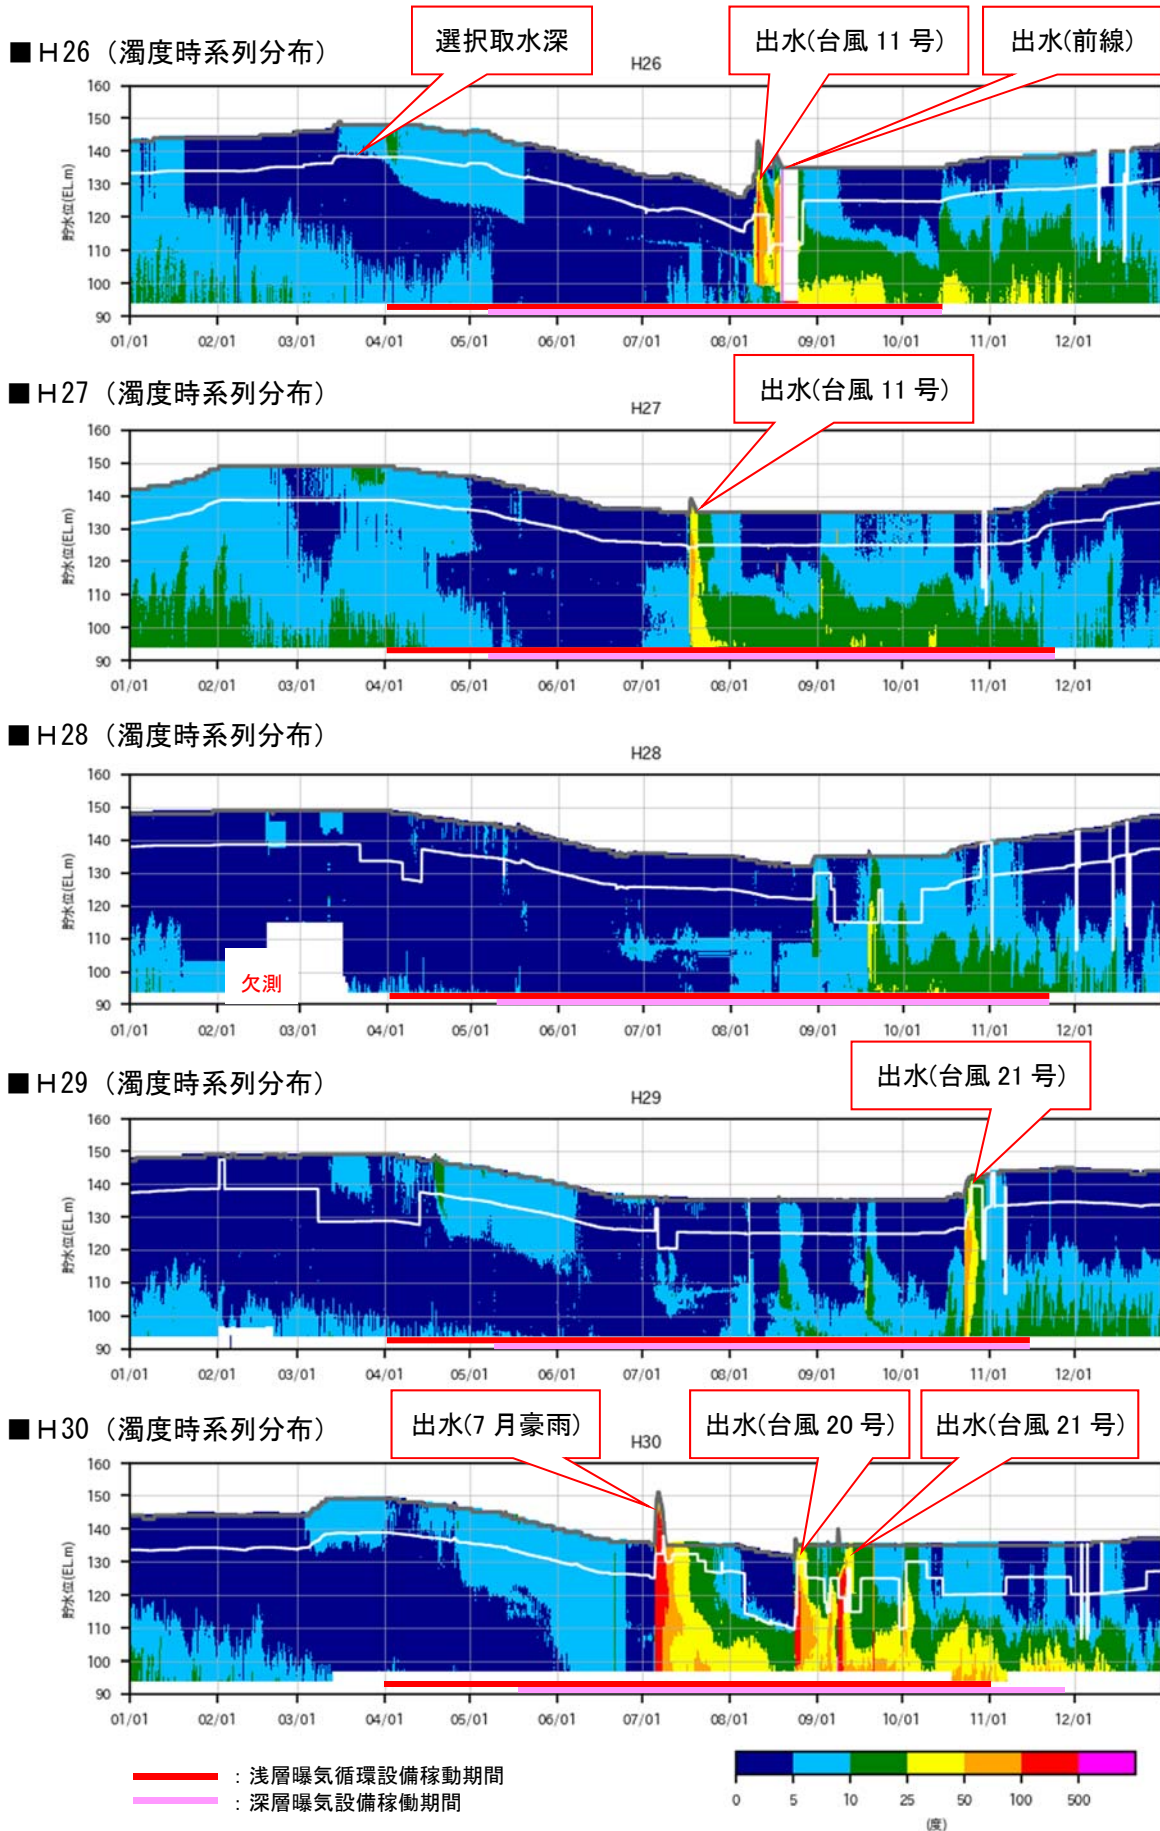 ■H26（濁度時系列分布）
選択取水深
出水(台風 11 号)
出水(前線)
H26
貯水位(EL.m)
160
150
140
130
120
110
100
90
01/01 02/01 03/01 04/01 05/01 06/01 07/01 08/01 09/01 10/01 11/01 12/01
■H27（濁度時系列分布）
出水(台風 11 号)
H27
貯水位(EL.m)
160
150
140
130
120
110
100
90
01/01 02/01 03/01 04/01 05/01 06/01 07/01 08/01 09/01 10/01 11/01 12/01
■H28（濁度時系列分布）
H28
貯水位(EL.m)
160
150
140
130
120
110
100
90
欠測
01/01 02/01 03/01 04/01 05/01 06/01 07/01 08/01 09/01 10/01 11/01 12/01
■H29（濁度時系列分布）
出水(台風 21 号)
H29
貯水位(EL.m)
160
150
140
130
120
110
100
90
01/01 02/01 03/01 04/01 05/01 06/01 07/01 08/01 09/01 10/01 11/01 12/01
■H30（濁度時系列分布）
出水(7 月豪雨)
出水(台風 20 号)
出水(台風 21 号)
H30
貯水位(EL.m)
160
150
140
130
120
110
100
90
01/01 02/01 03/01 04/01 05/01 06/01 07/01 08/01 09/01 10/01 11/01 12/01
：浅層曝気循環設備稼動期間
：深層曝気設備稼働期間
0 5 10 25 50 100 500
(度)